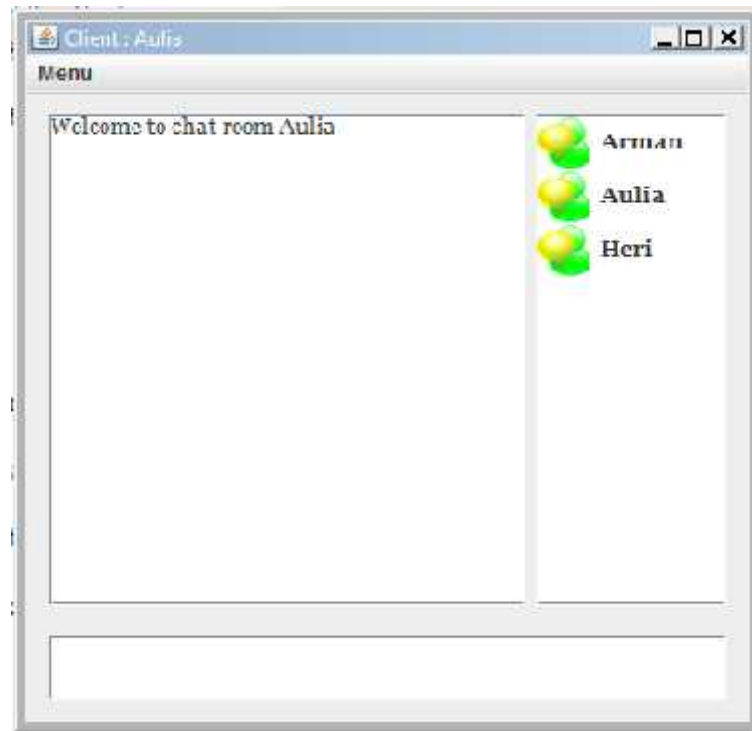 Client : Aulia
Menu
Welcome to chat room Aulia
Arman
Aulia
Heri